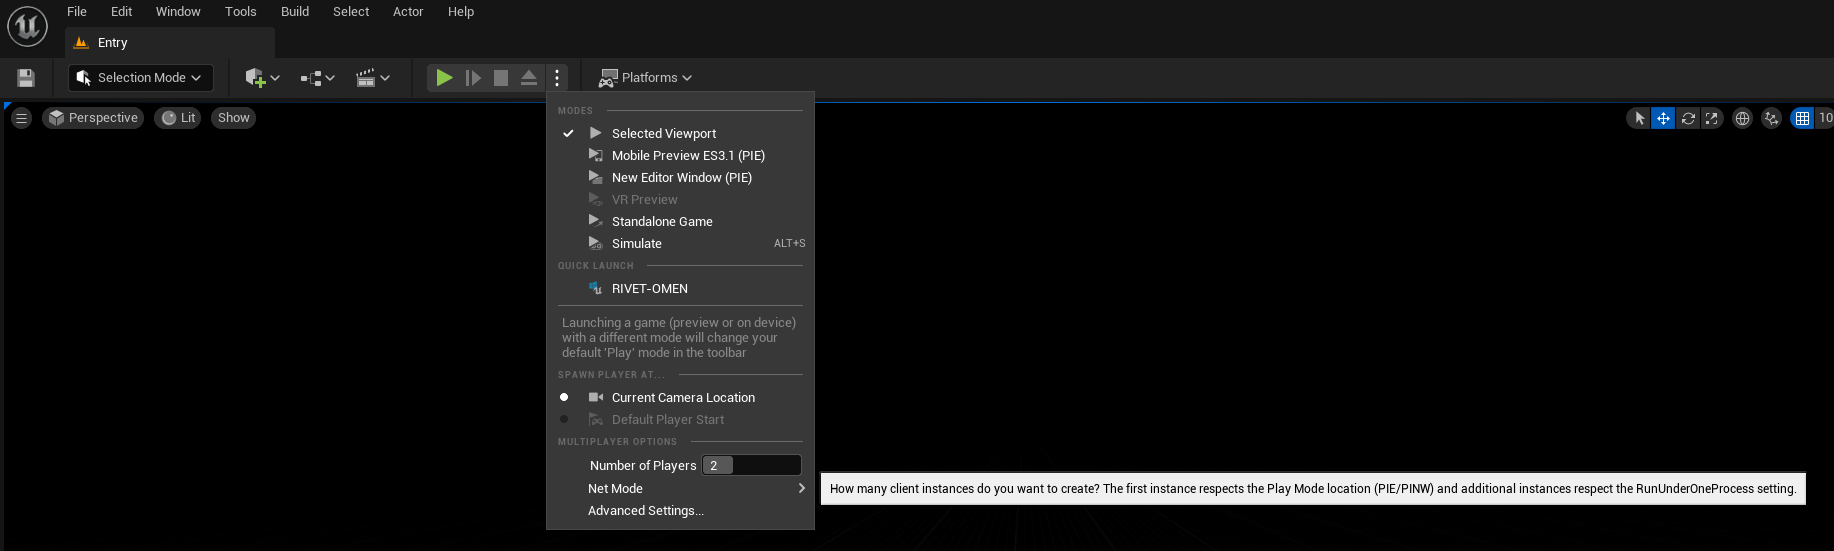 File Edit Window Tools Build Select Actor Help
Entry
Selection Mode Platforms
Perspective Lit Show 10
MODES
Selected Viewport
Mobile Preview ES3.1 (PIE)
New Editor Window (PIE)
VR Preview
Standalone Game
Simulate ALT+S
QUICK LAUNCH
RIVET-OMEN
Launching a game (preview or on device)
with a different mode will change your
default 'Play' mode in the toolbar
SPAWN PLAYER AT...
Current Camera Location
Default Player Start
MULTIPLAYER OPTIONS
Number of Players 2
Net Mode
How many client instances do you want to create? The first instance respects the Play Mode location (PIE/PINW) and additional instances respect the RunUnderOneProcess setting.
Advanced Settings...